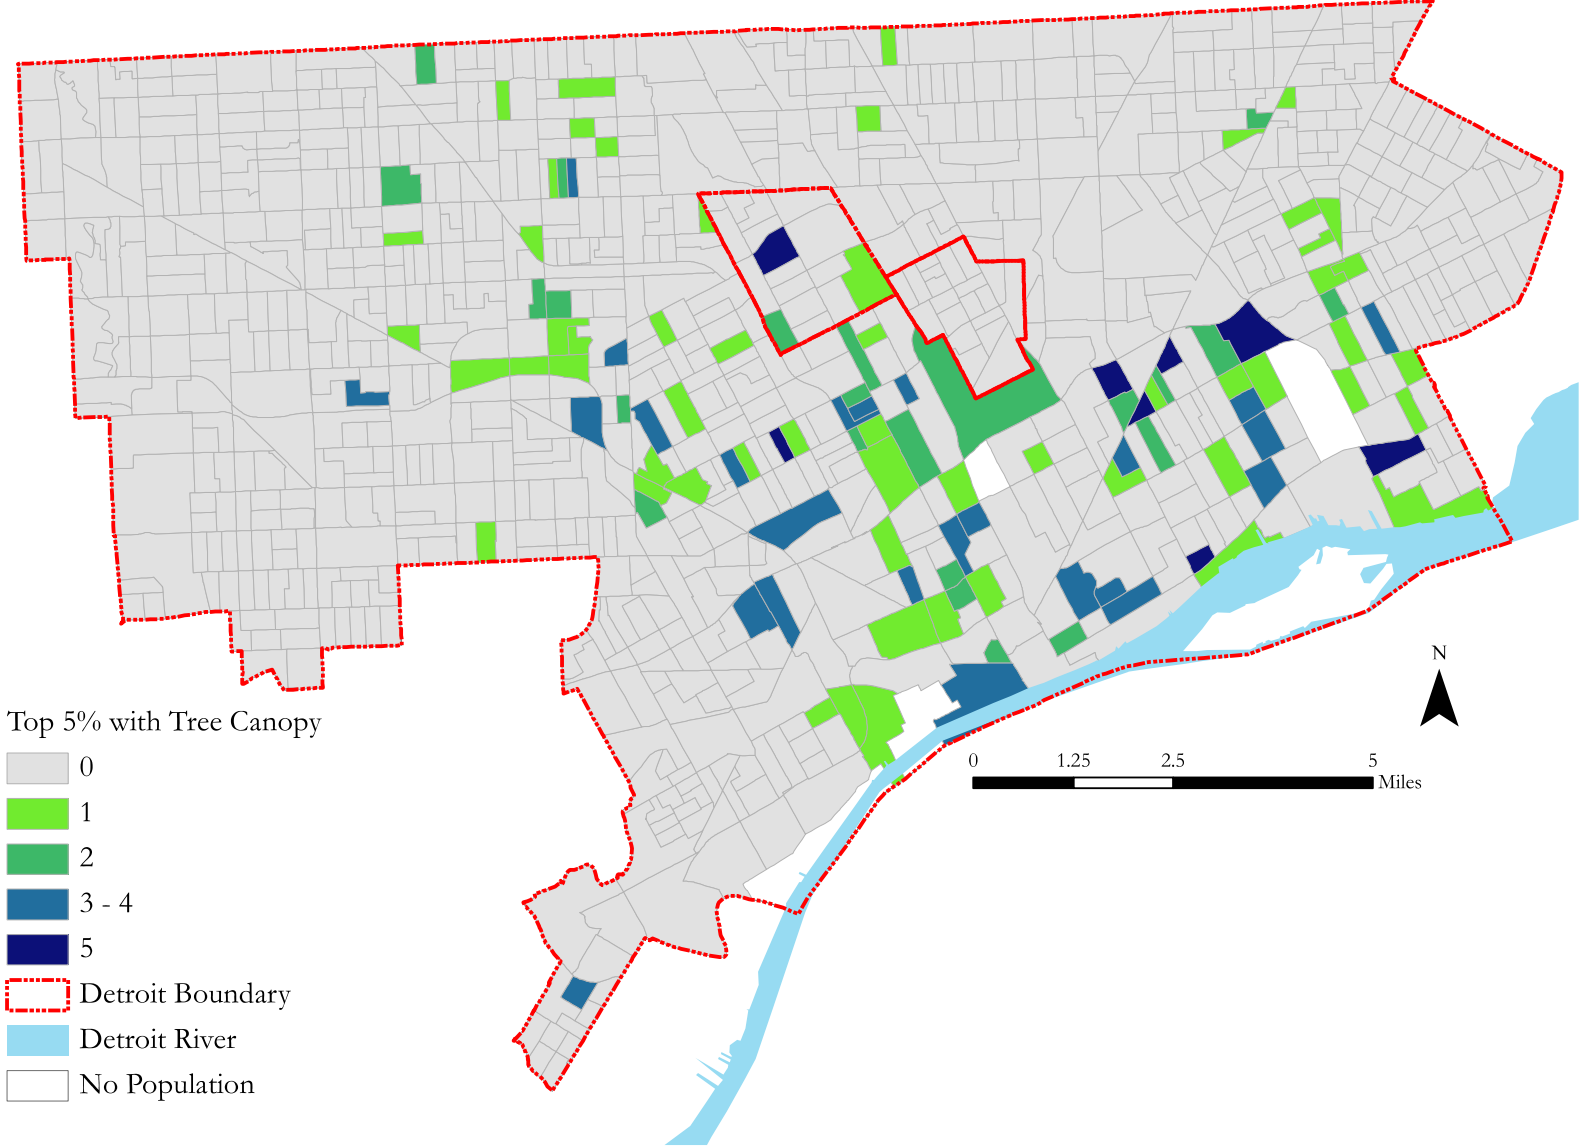 N
0 1.25 2.5 5
Miles
Top 5% with Tree Canopy
0
1
2
3 - 4
5
Detroit Boundary
Detroit River
No Population